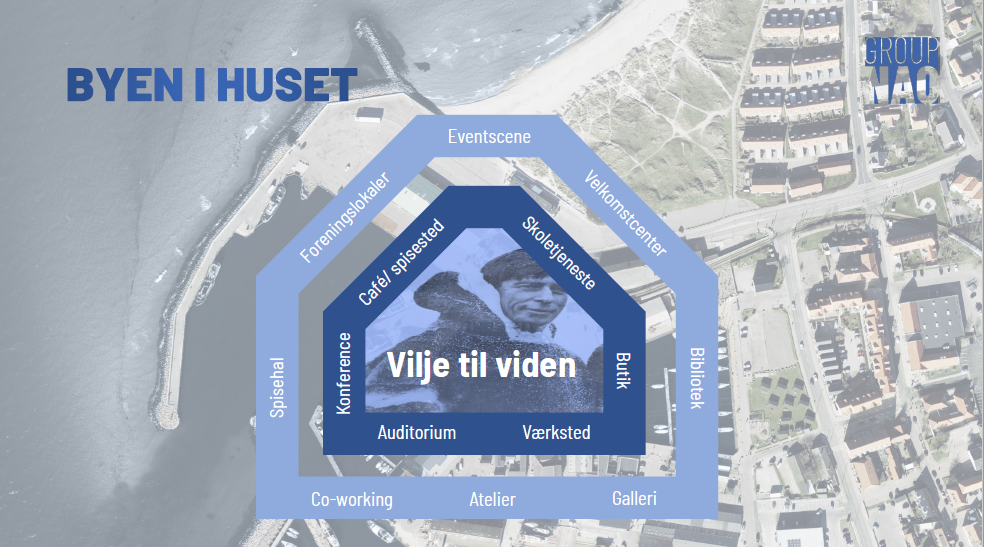 BYEN I HUSET
GROUP
NAE
Eventscene
Foreningslokaler
Velkomstcenter
Café/ spisested
Skoletjeneste
Spisehal
Konference
Vilje til viden
Butik
Bibliotek
Auditorium
Værksted
Co-working
Atelier
Galleri